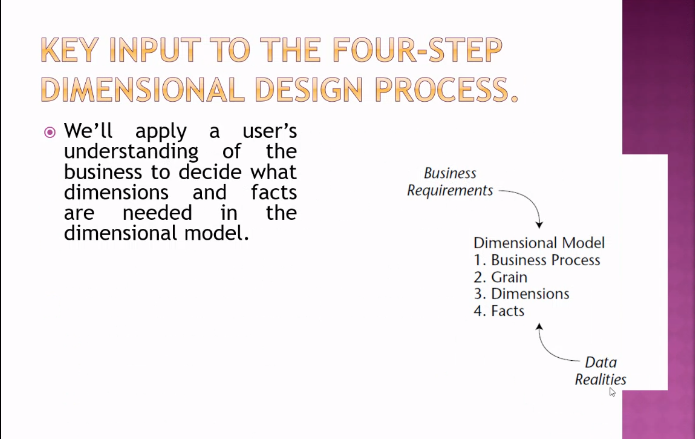 KEY INPUT TO THE FOUR-STEP
DIMENSIONAL DESIGN PROCESS.
We'll apply a user's
understanding of the
business to decide what
dimensions and facts
are needed in the
dimensional model.
Business
Requirements
Dimensional Model
1. Business Process
2. Grain
3. Dimensions
4. Facts
Data
Realities